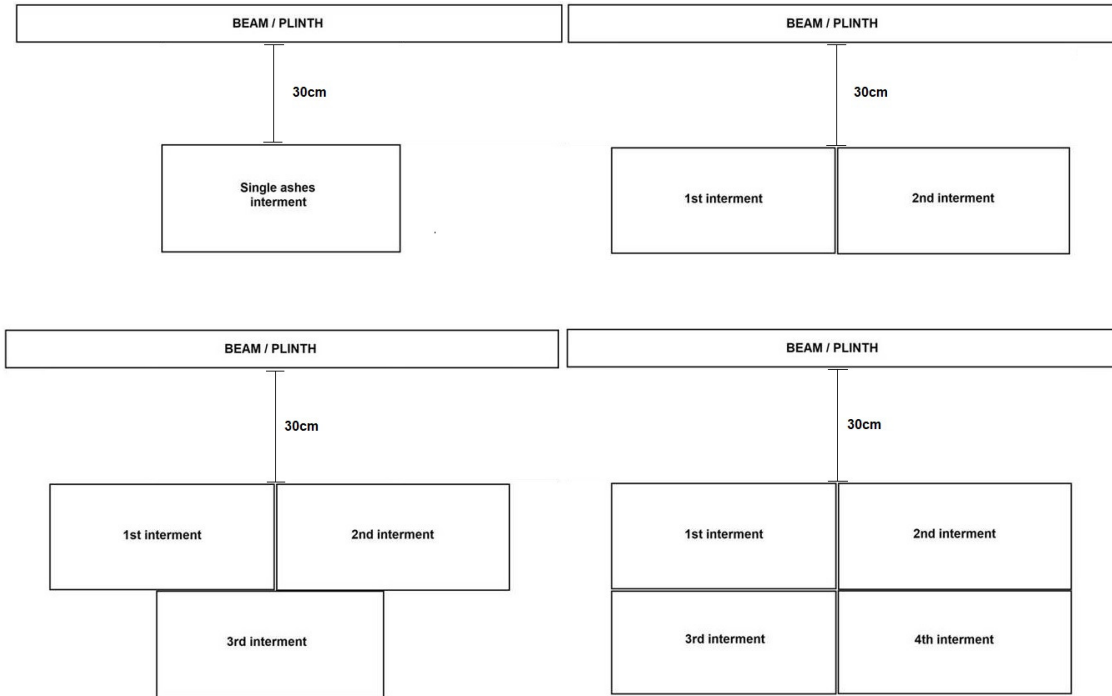 BEAM / PLINTH
30cm
Single ashes
interment
BEAM / PLINTH
30cm
1st interment
2nd interment
BEAM / PLINTH
30cm
1st interment
2nd interment
3rd interment
BEAM / PLINTH
30cm
1st interment
2nd interment
3rd interment
4th interment